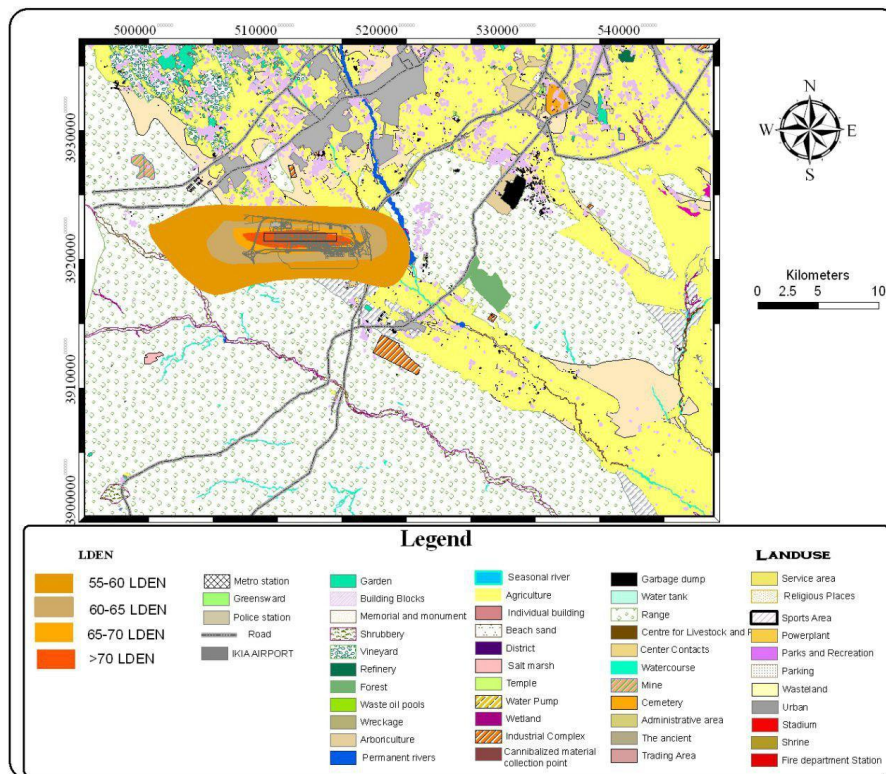 500000 510000 520000 530000 540000
3930000
3920000
3910000
3900000
N
W E
S
Kilometers
0 2.5 5 10
Legend
LDEN
55-60 LDEN
60-65 LDEN
65-70 LDEN
>70 LDEN
Metro station
Greensward
Police station
Road
IKIA AIRPORT
Garden
Building Blocks
Memorial and monument
Shrubbery
Vineyard
Refinery
Forest
Waste oil pools
Wreckage
Arboriculture
Permanent rivers
Seasonal river
Agriculture
Individual building
Beach sand
District
Salt marsh
Temple
Water Pump
Wetland
Industrial Complex
Cannibalized material
collection point
Garbage dump
Water tank
Range
Centre for Livestock and
Center Contacts
Watercourse
Mine
Cemetery
Administrative area
The ancient
Trading Area
LANDUSE
Service area
Religious Places
Sports Area
Powerplant
Parks and Recreation
Parking
Wasteland
Urban
Stadium
Shrine
Fire department Station